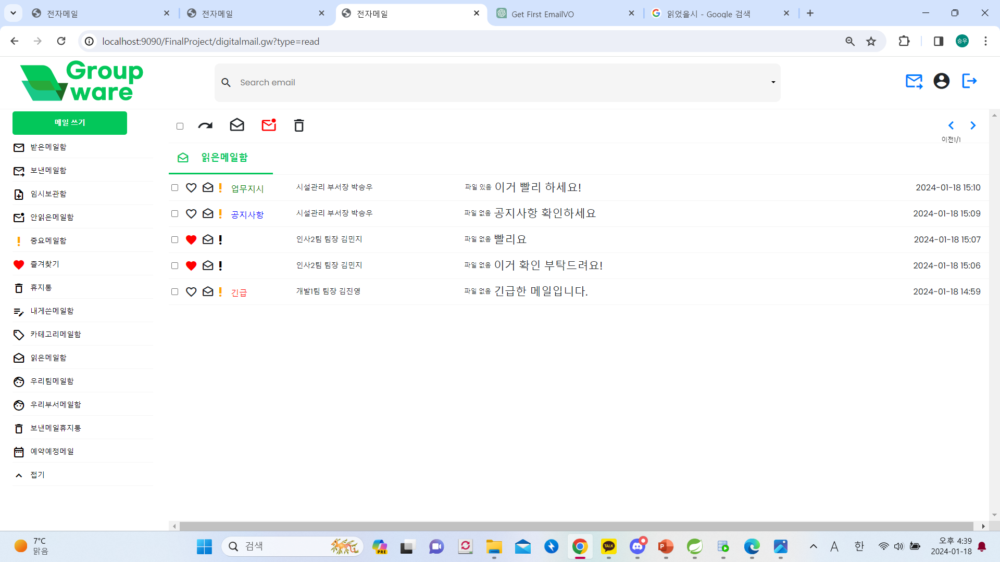 전자메일
전자메일
전자메일
Get First EmailVO
읽었을시 - Google 검색
localhost:9090/FinalProject/digitalmail.gw?type=read
승우
Group
ware
Search email
메일 쓰기
받은메일함
보낸메일함
임시보관함
안읽은메일함
중요메일함
즐겨찾기
휴지통
내게쓴메일함
카테고리메일함
읽은메일함
우리팀메일함
우리부서메일함
보낸메일휴지통
예약예정메일
접기
이전1/1
읽은메일함
업무지시 시설관리 부서장 박승우 파일 있음 이거 빨리 하세요! 2024-01-18 15:10
공지사항 시설관리 부서장 박승우 파일 없음 공지사항 확인하세요 2024-01-18 15:09
인사2팀 팀장 김민지 파일 없음 빨리요 2024-01-18 15:07
인사2팀 팀장 김민지 파일 없음 이거 확인 부탁드려요! 2024-01-18 15:06
긴급 개발1팀 팀장 김진영 파일 없음 긴급한 메일입니다. 2024-01-18 14:59
7°C
맑음
검색
PRE
TALK
P
A
한
오후 4:39
2024-01-18